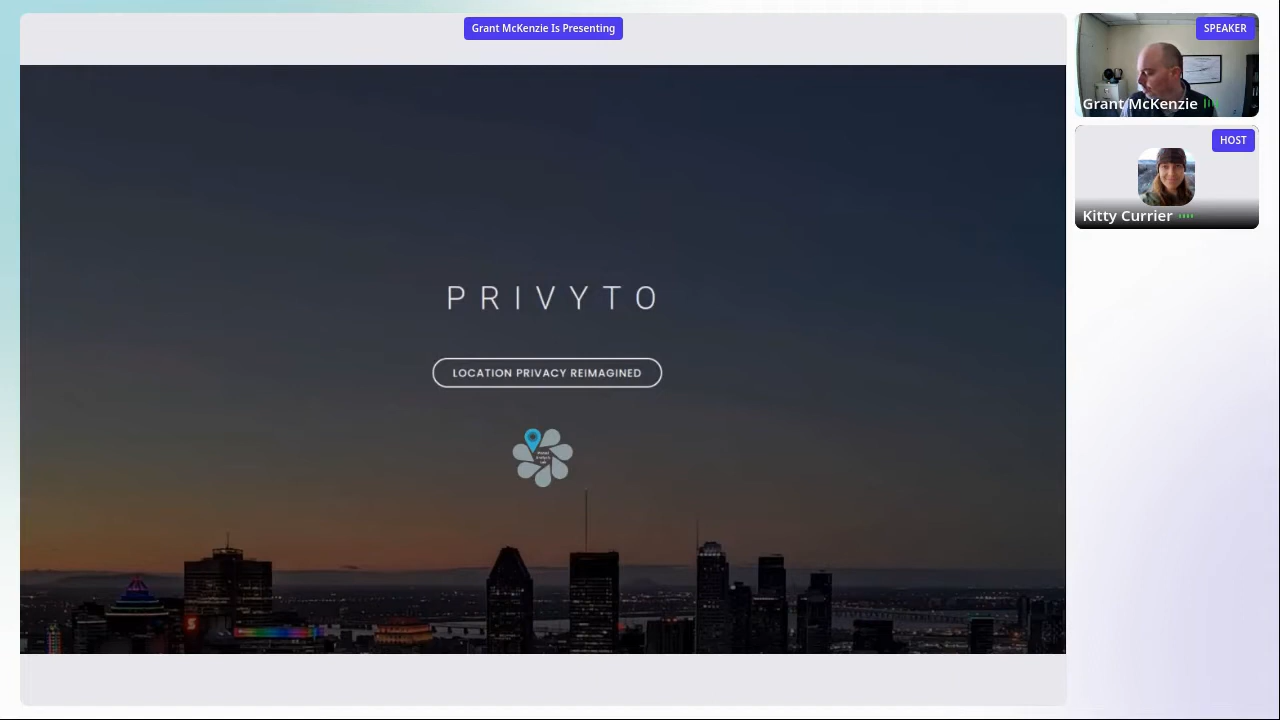 Grant McKenzie Is Presenting
SPEAKER
Grant McKenzie
HOST
Kitty Currier
PRIVYTO
LOCATION PRIVACY REIMAGINED